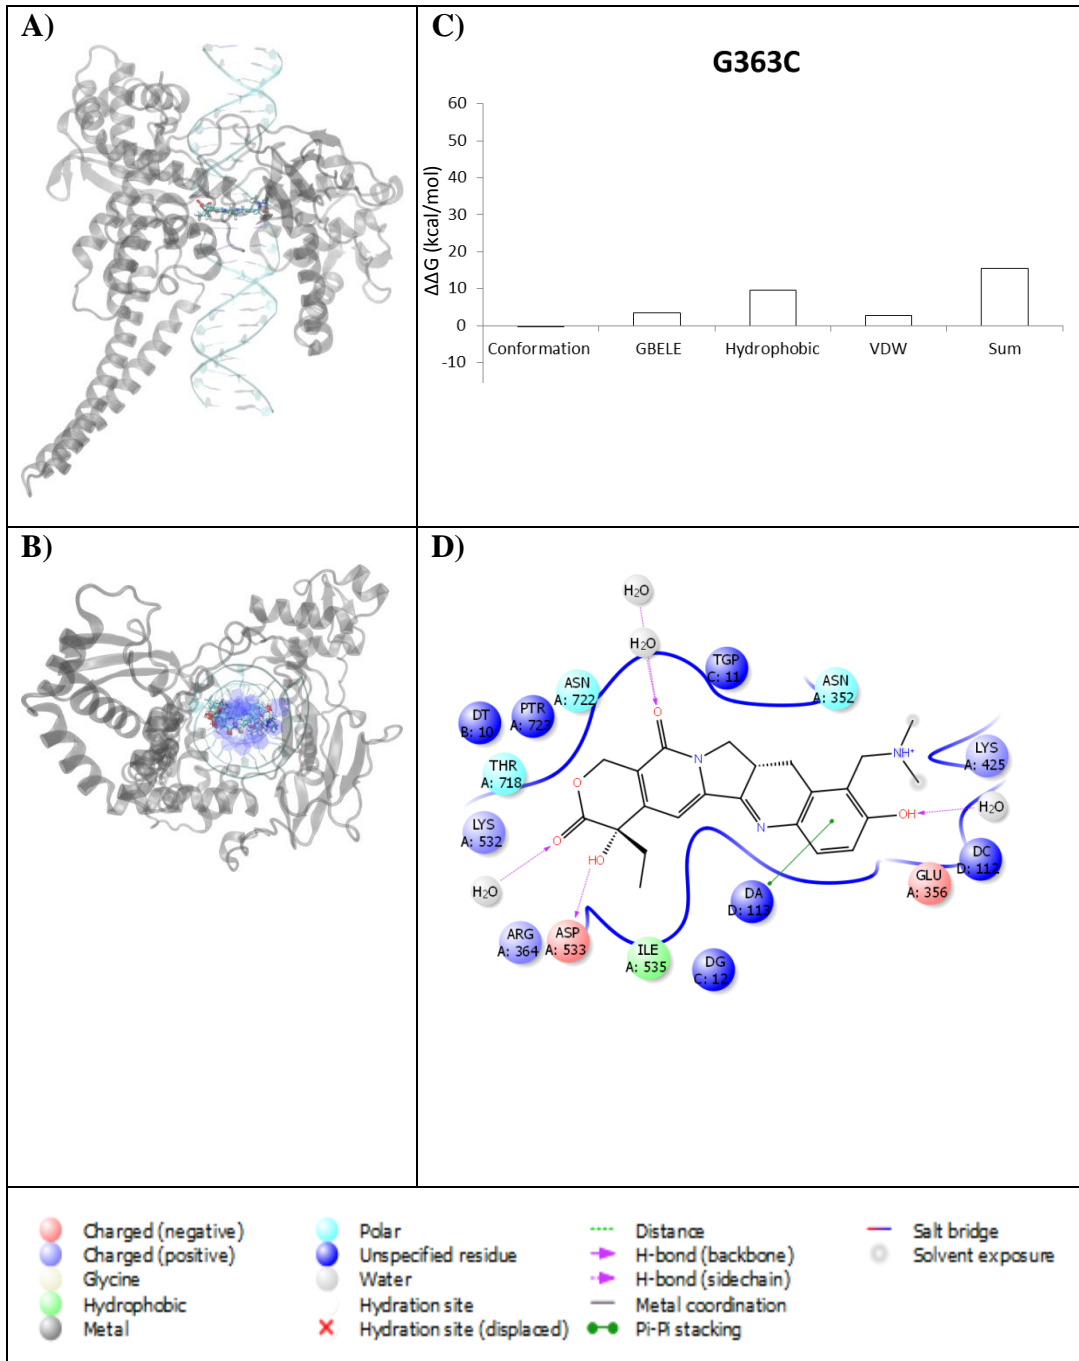 A)
C)
G363C
ΔΔG (kcal/mol)
60
50
40
30
20
10
0
-10
Conformation GBELE Hydrophobic VDW Sum
B)
D)
H₂O
H₂O
TGP
C: 11
ASN
A: 352
ASN
A: 722
PTR
A: 723
DT
B: 10
THR
A: 718
LYS
A: 532
O
O
O
N
N
NH⁺
LYS
A: 425
H₂O
OH
DC
D: 112
GLU
A: 356
HO
H₂O
DA
D: 113
ARG
A: 364
ASP
A: 533
ILE
A: 535
DG
C: 12
Charged (negative)
Charged (positive)
Glycine
Hydrophobic
Metal
Polar
Unspecified residue
Water
Hydration site
Hydration site (displaced)
Distance
H-bond (backbone)
H-bond (sidechain)
Metal coordination
Pi-Pi stacking
Salt bridge
Solvent exposure